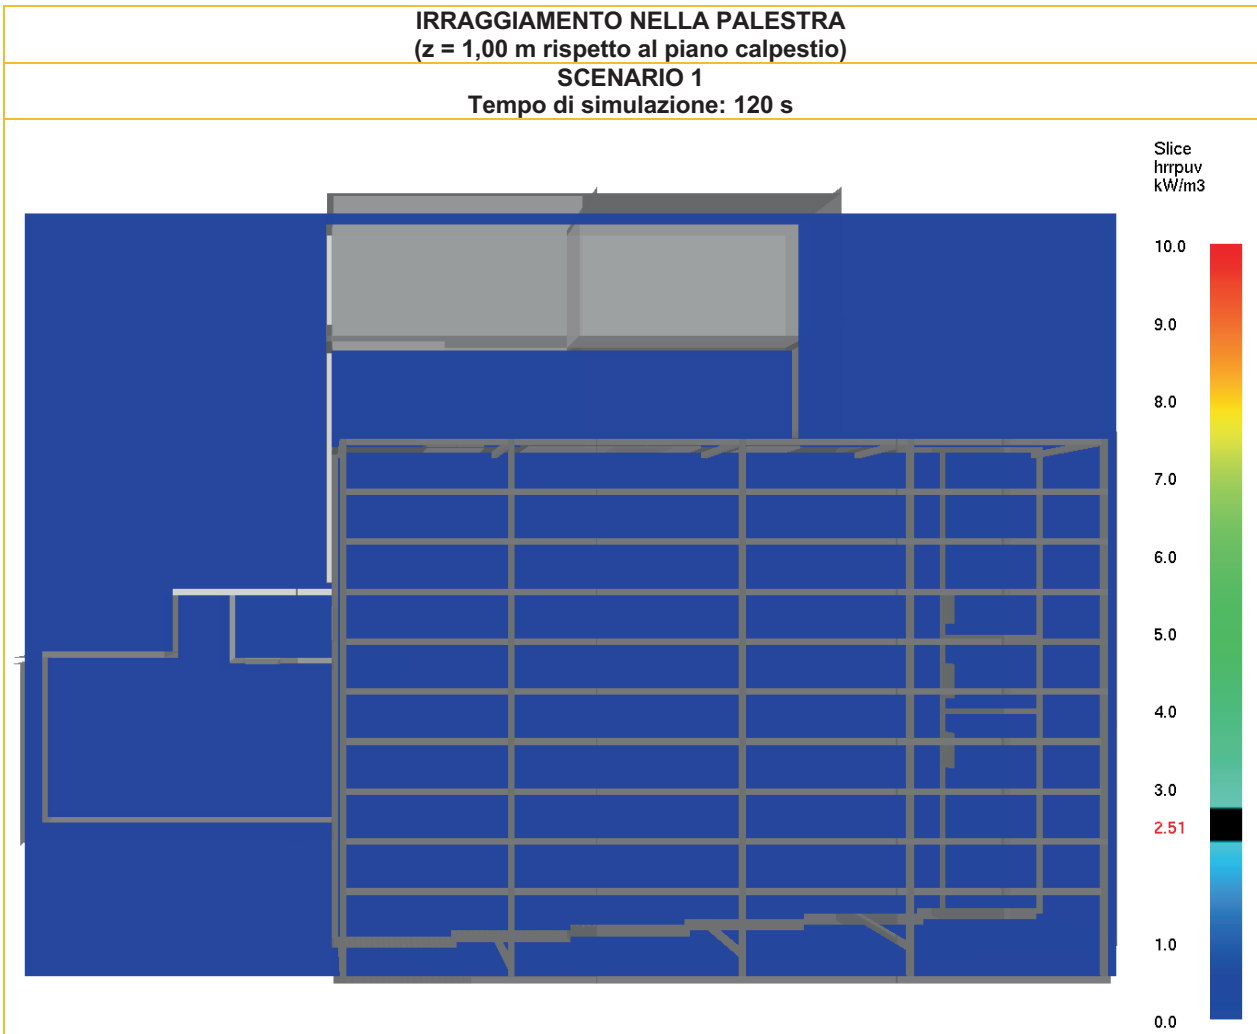 IRRAGGIAMENTO NELLA PALESTRA
(z = 1,00 m rispetto al piano calpestio)
SCENARIO 1
Tempo di simulazione: 120 s
Slice
hrrpuv
kW/m3
10.0
9.0
8.0
7.0
6.0
5.0
4.0
3.0
2.51
1.0
0.0